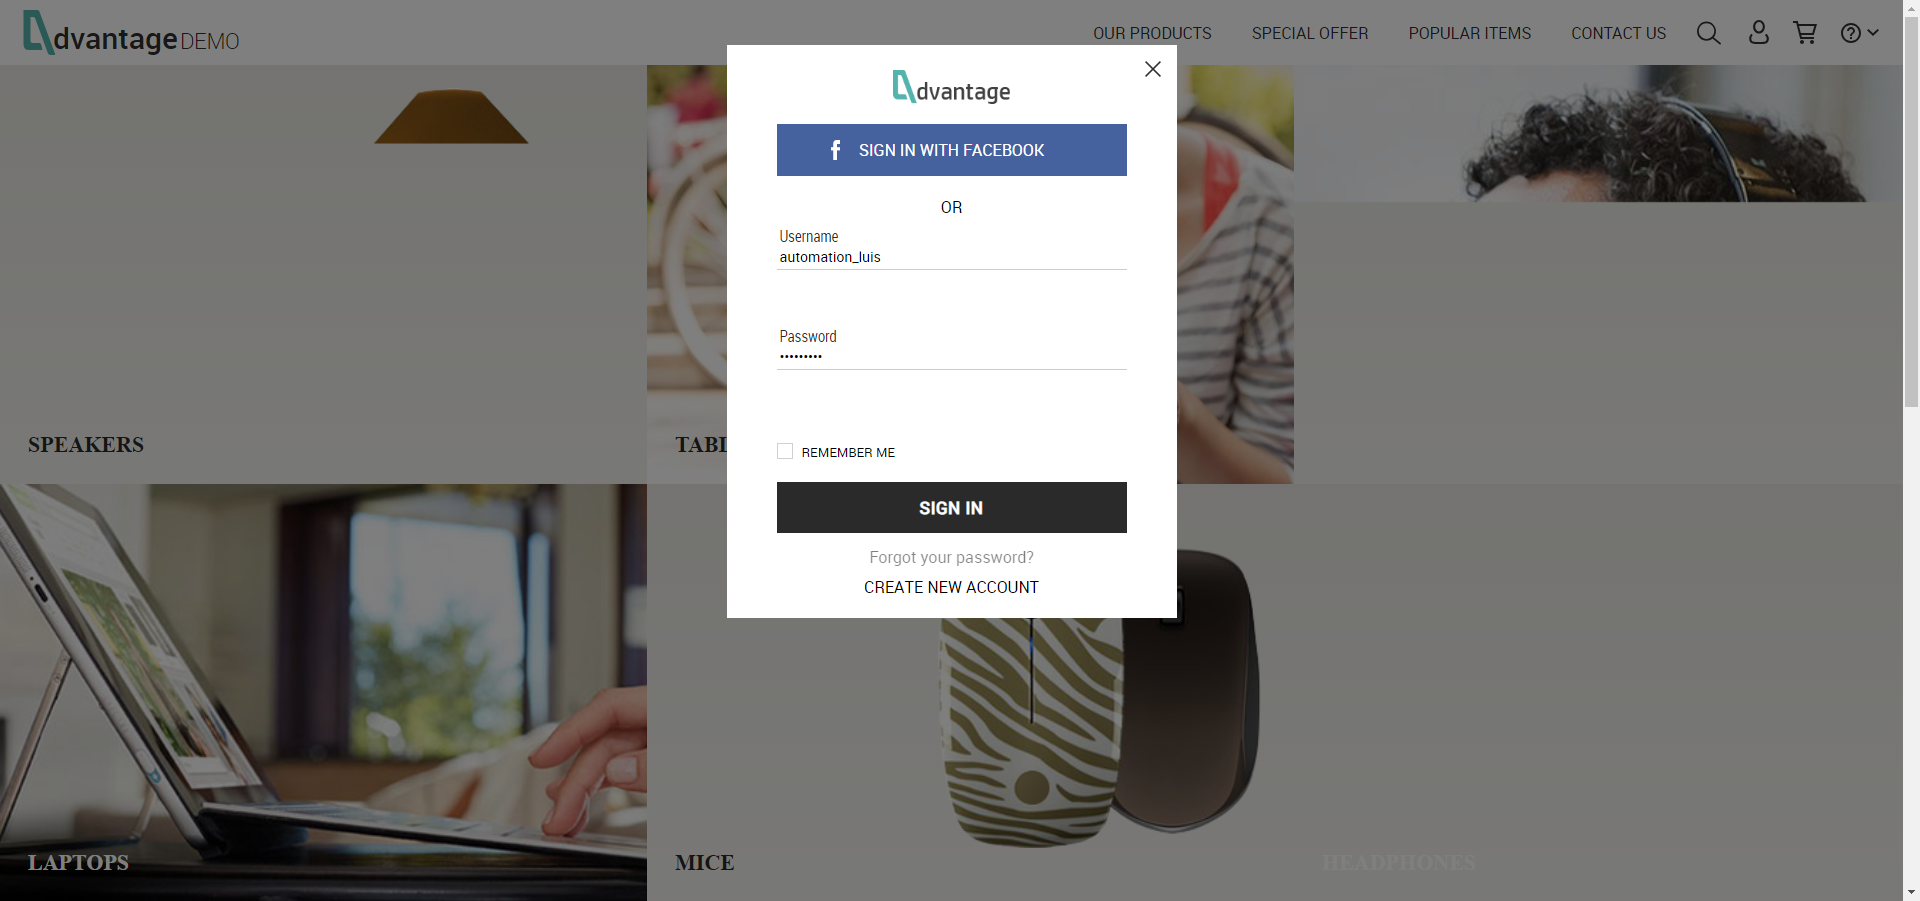 dvantage DEMO
OUR PRODUCTS
SPECIAL OFFER
POPULAR ITEMS
CONTACT US
dvantage
SIGN IN WITH FACEBOOK
OR
Username
automation_luis
Password
•••••••••
REMEMBER ME
SIGN IN
Forgot your password?
CREATE NEW ACCOUNT
SPEAKERS
TABL
LAPTOPS
MICE
HEADPHONES